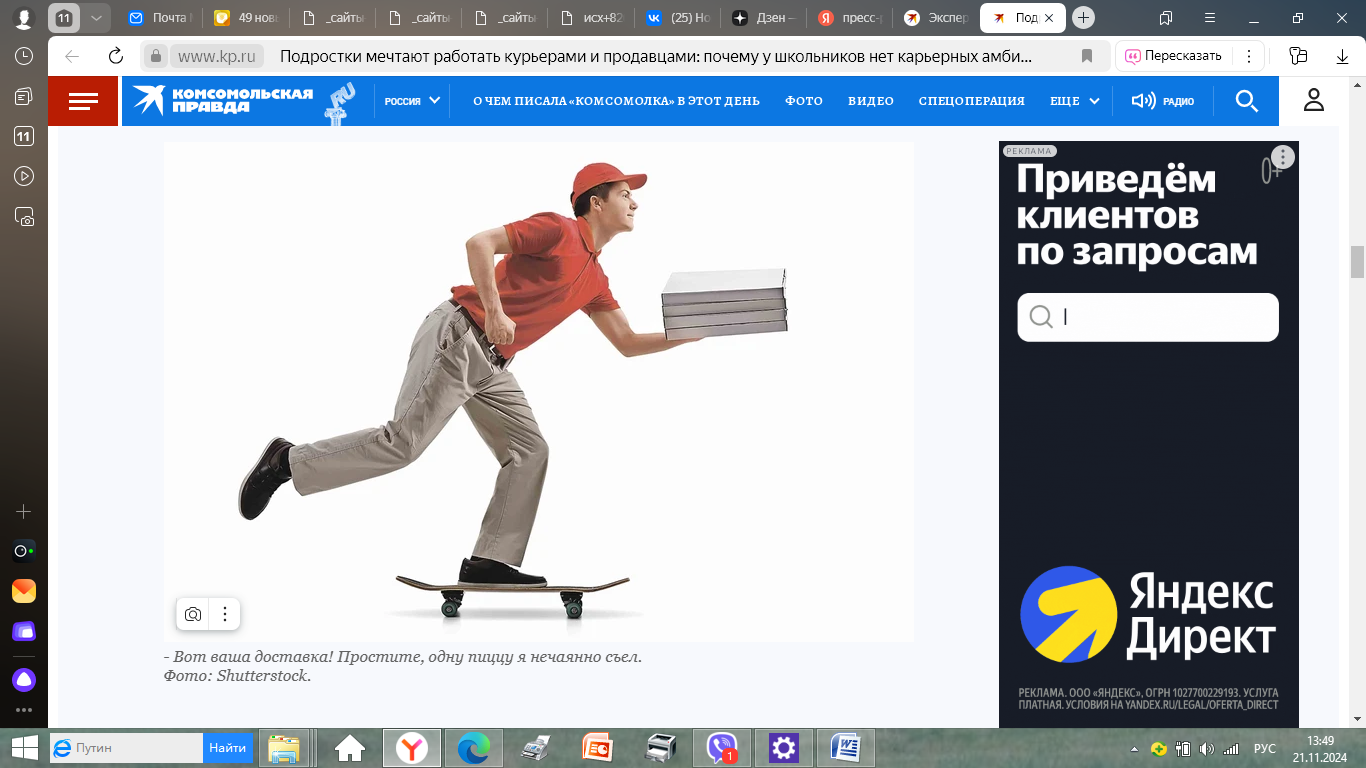 11
Почта
49 нов
_сайты
_сайты
_сайты
исх+82
(25) Но
Дзен —
пресс-р
Экспер
Под
www.kp.ru
Подростки мечтают работать курьерами и продавцами: почему у школьников нет карьерных амби...
Пересказать
КОМСОМОЛЬСКАЯ
ПРАВДА
.RU
РОССИЯ
О ЧЕМ ПИСАЛА «КОМСОМОЛКА» В ЭТОТ ДЕНЬ
ФОТО
ВИДЕО
СПЕЦОПЕРАЦИЯ
ЕЩЕ
РАДИО
11
РЕКЛАМА
0+
Приведём
клиентов
по запросам
Яндекс
Директ
РЕКЛАМА. ООО «ЯНДЕКС», ОГРН 1027700229193. УСЛУГА
ПЛАТНАЯ. УСЛОВИЯ НА YANDEX.RU/LEGAL/OFERTA_DIRECT
- Вот ваша доставка! Простите, одну пиццу я нечаянно съел.
Фото: Shutterstock.
Путин
Найти
1
РУС
13:49
21.11.2024